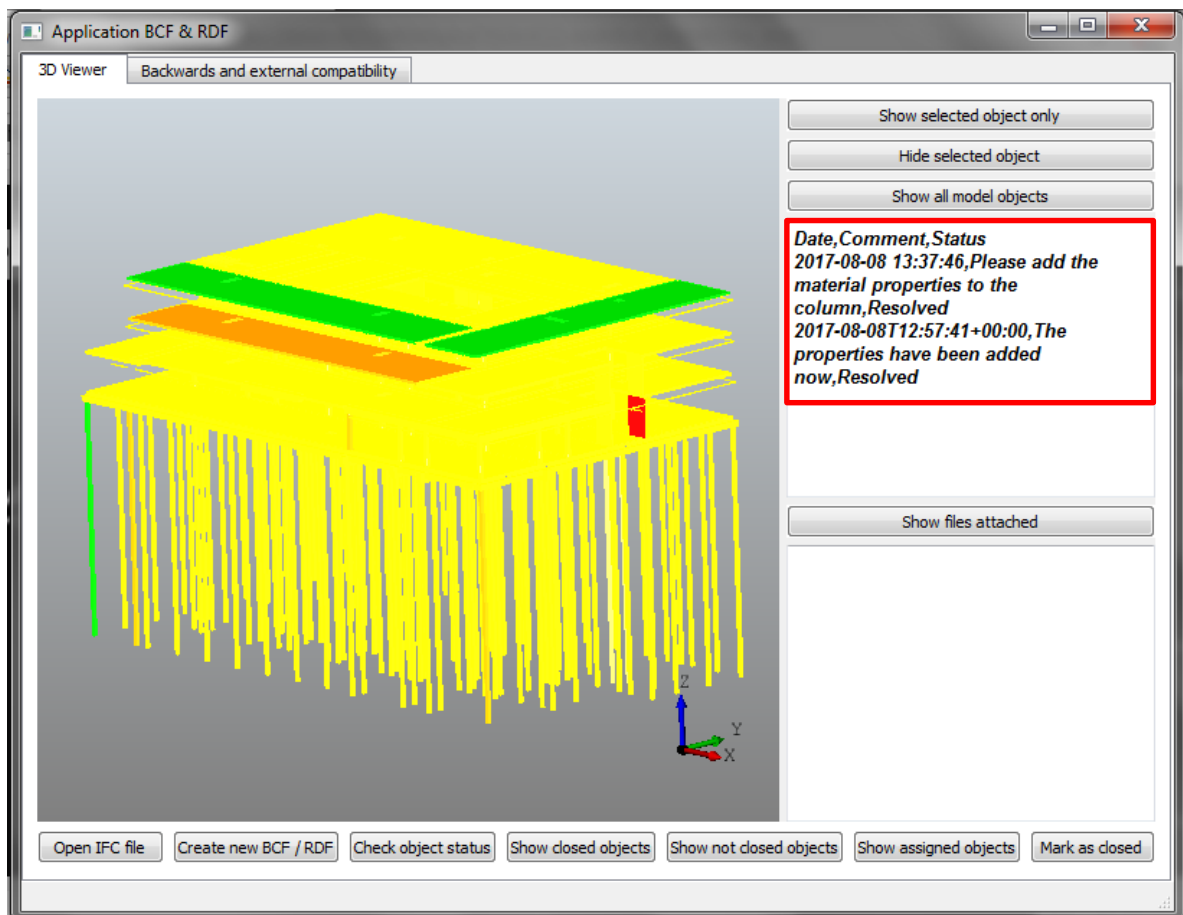 Application BCF & RDF
3D Viewer
Backwards and external compatibility
Show selected object only
Hide selected object
Show all model objects
Date,Comment,Status
2017-08-08 13:37:46,Please add the
material properties to the
column,Resolved
2017-08-08T12:57:41+00:00,The
properties have been added
now,Resolved
Show files attached
Z
Y
X
Open IFC file
Create new BCF / RDF
Check object status
Show closed objects
Show not closed objects
Show assigned objects
Mark as closed